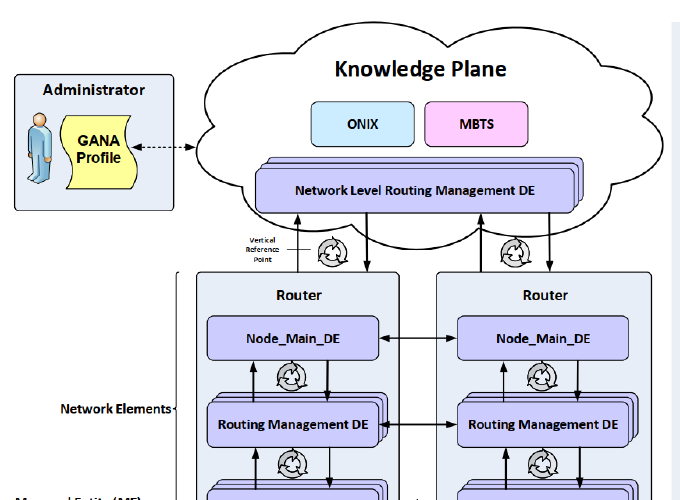 Knowledge Plane
Administrator
GANA
Profile
ONIX
MBTS
Network Level Routing Management DE
Vertical
Reference
Point
Router
Router
Node_Main_DE
Node_Main_DE
Network Elements
Routing Management DE
Routing Management DE